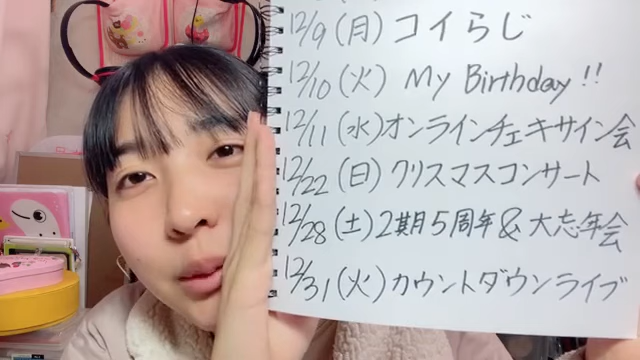 12/9(月)コイらじ
12/10(火) My Birthday!!
12/11(水)オンラインチェキサイン会
12/22(日)クリスマスコンサート
12/28(土)2期5周年&大忘年会
12/31(火)カウントダウンライブ